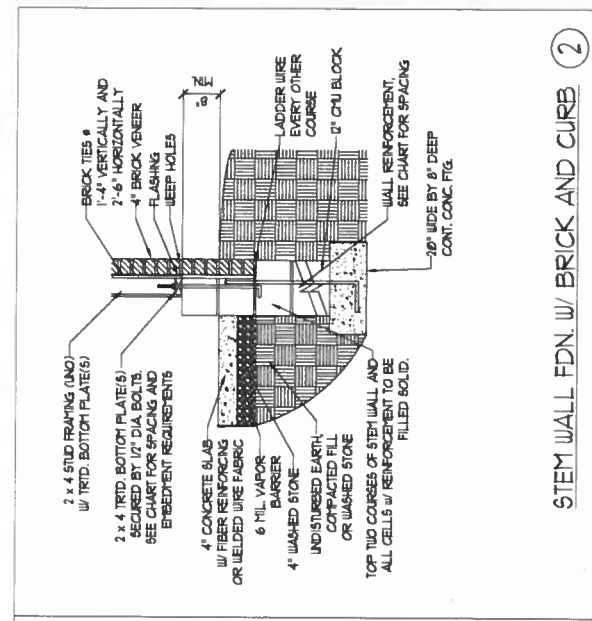 2 x 4 STUD FRAMING (UNO)
W/ TRTD. BOTTOM PLATE(S)
2 x 4 TRTD. BOTTOM PLATE(S)
SECURED BY 1/2" DIA. BOLTS.
SEE CHART FOR SPACING AND
EMBEDMENT REQUIREMENTS
4" CONCRETE SLAB
W/ FIBER REINFORCING
OR WELDED WIRE FABRIC
6 MIL. VAPOR
BARRIER
4" WASHED STONE
UNDISTURBED EARTH,
COMPACTED FILL
OR WASHED STONE
TOP TWO COURSES OF STEM WALL AND
ALL CELLS W/ REINFORCEMENT TO BE
FILLED SOLID.
BRICK TIES @
1'-4" VERTICALLY AND
2'-6" HORIZONTALLY
4" BRICK VENEER
FLASHING
WEEP HOLES
8"
MIN.
LADDER WIRE
EVERY OTHER
COURSE
12" CMU BLOCK
WALL REINFORCEMENT,
SEE CHART FOR SPACING
20" WIDE BY 8" DEEP
CONT. CONC. FTG.
STEM WALL FDN. W/ BRICK AND CURB 2